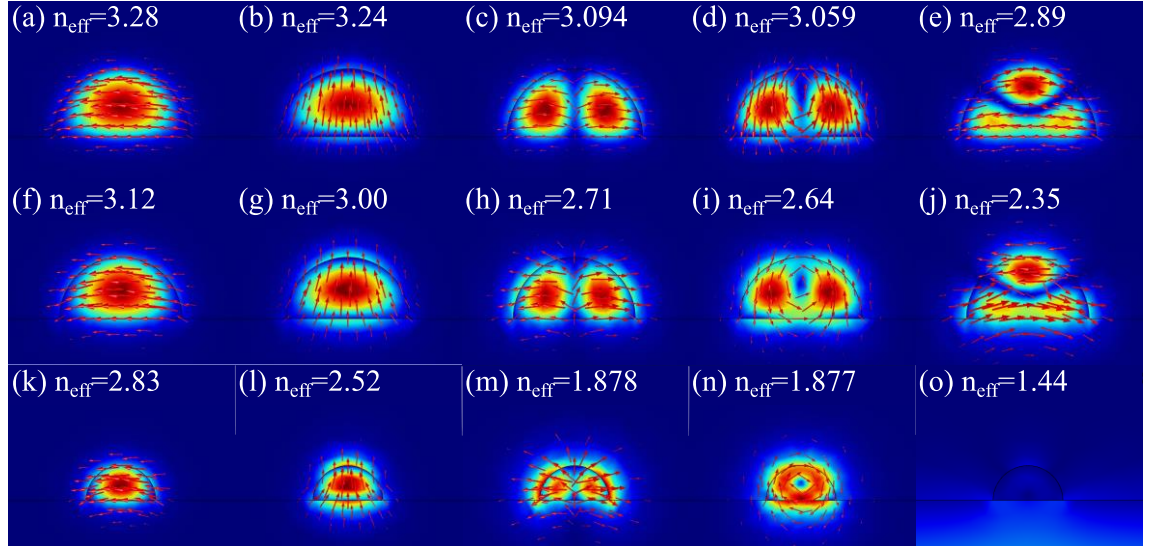 (a) neff=3.28 (b) neff=3.24 (c) neff=3.094 (d) neff=3.059 (e) neff=2.89
(f) neff=3.12 (g) neff=3.00 (h) neff=2.71 (i) neff=2.64 (j) neff=2.35
(k) neff=2.83 (l) neff=2.52 (m) neff=1.878 (n) neff=1.877 (o) neff=1.44